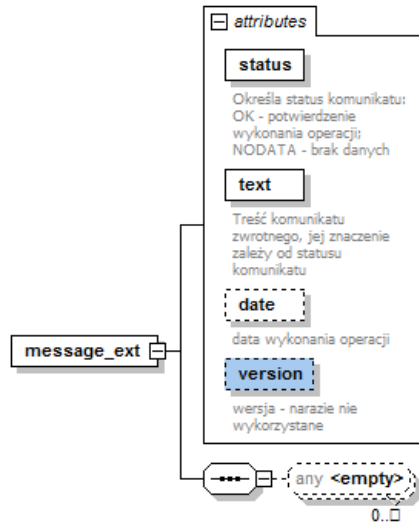 attributes
status
Określa status komunikatu:
OK - potwierdzenie
wykonania operacji;
NODATA - brak danych
text
Treść komunikatu
zwrotnego, jej znaczenie
zależy od statusu
komunikatu
date
data wykonania operacji
message_ext
version
wersja - narazie nie
wykorzystane
any <empty>
0..□